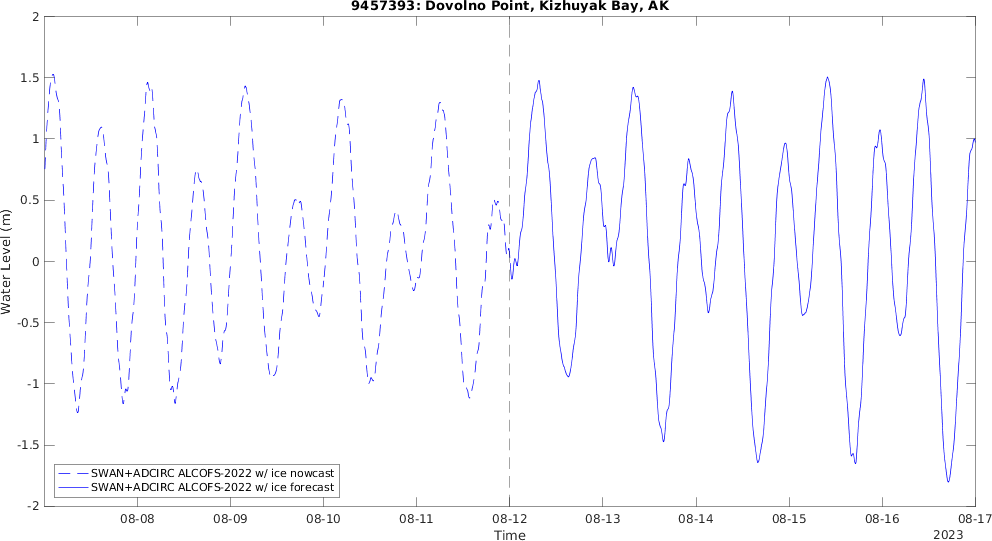 9457393: Dovolno Point, Kizhuyak Bay, AK
2
1.5
1
0.5
0
-0.5
-1
-1.5
-2
Water Level (m)
SWAN+ADCIRC ALCOFS-2022 w/ ice nowcast
SWAN+ADCIRC ALCOFS-2022 w/ ice forecast
08-08 08-09 08-10 08-11 08-12 08-13 08-14 08-15 08-16 08-17
Time
2023